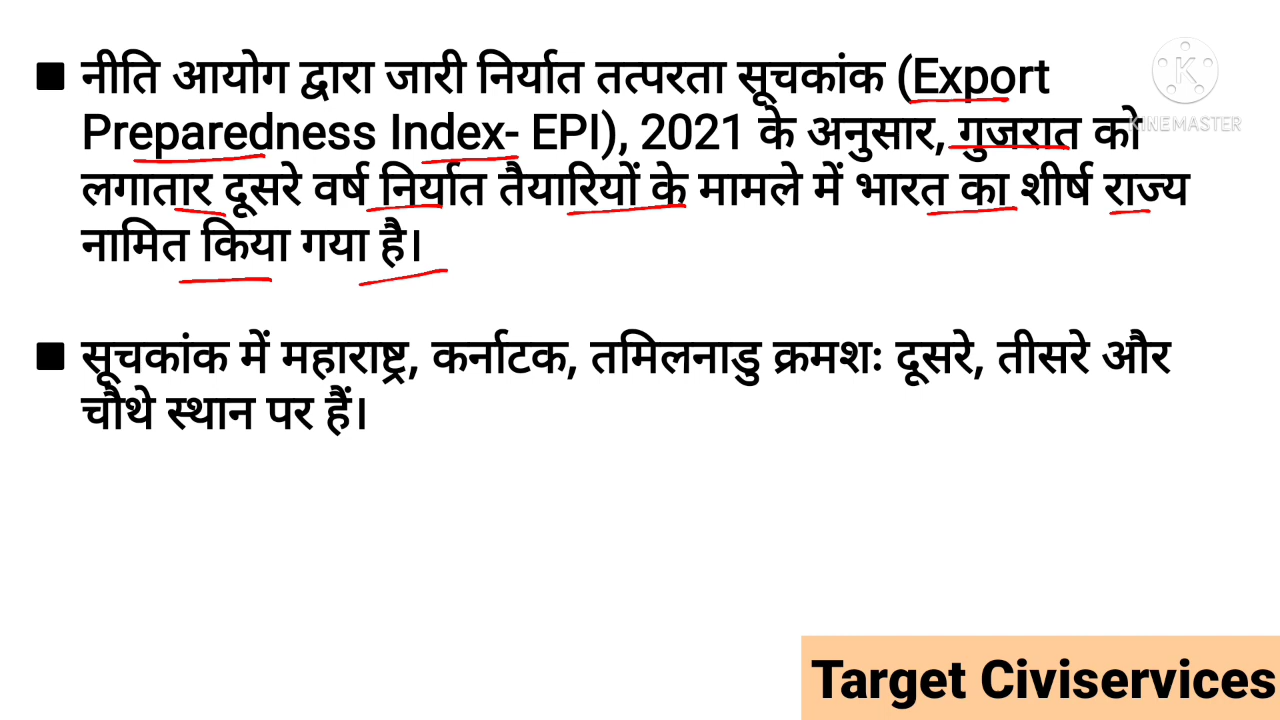 ■ नीति आयोग द्वारा जारी निर्यात तत्परता सूचकांक (Export
Preparedness Index- EPI), 2021 के अनुसार, गुजरात को
लगातार दूसरे वर्ष निर्यात तैयारियों के मामले में भारत का शीर्ष राज्य
नामित किया गया है।
■ सूचकांक में महाराष्ट्र, कर्नाटक, तमिलनाडु क्रमशः दूसरे, तीसरे और
चौथे स्थान पर हैं।
K
KINEMASTER
Target Civiservices